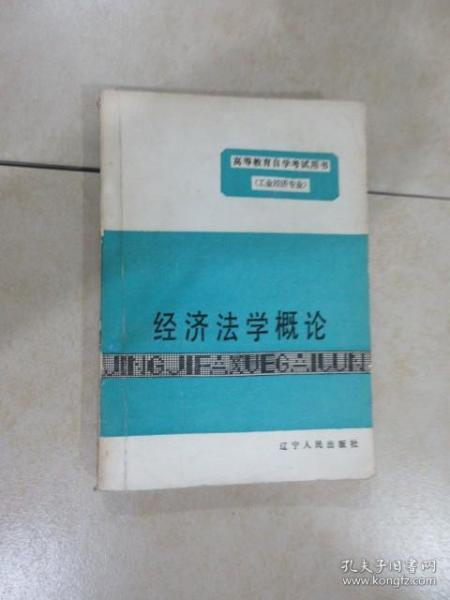 高等教育自学考试用书
（工业经济专业）
经济法学概论
JINGJIFAXUEGAILUN
辽宁人民出版社
孔夫子旧书网
www.kongfz.com